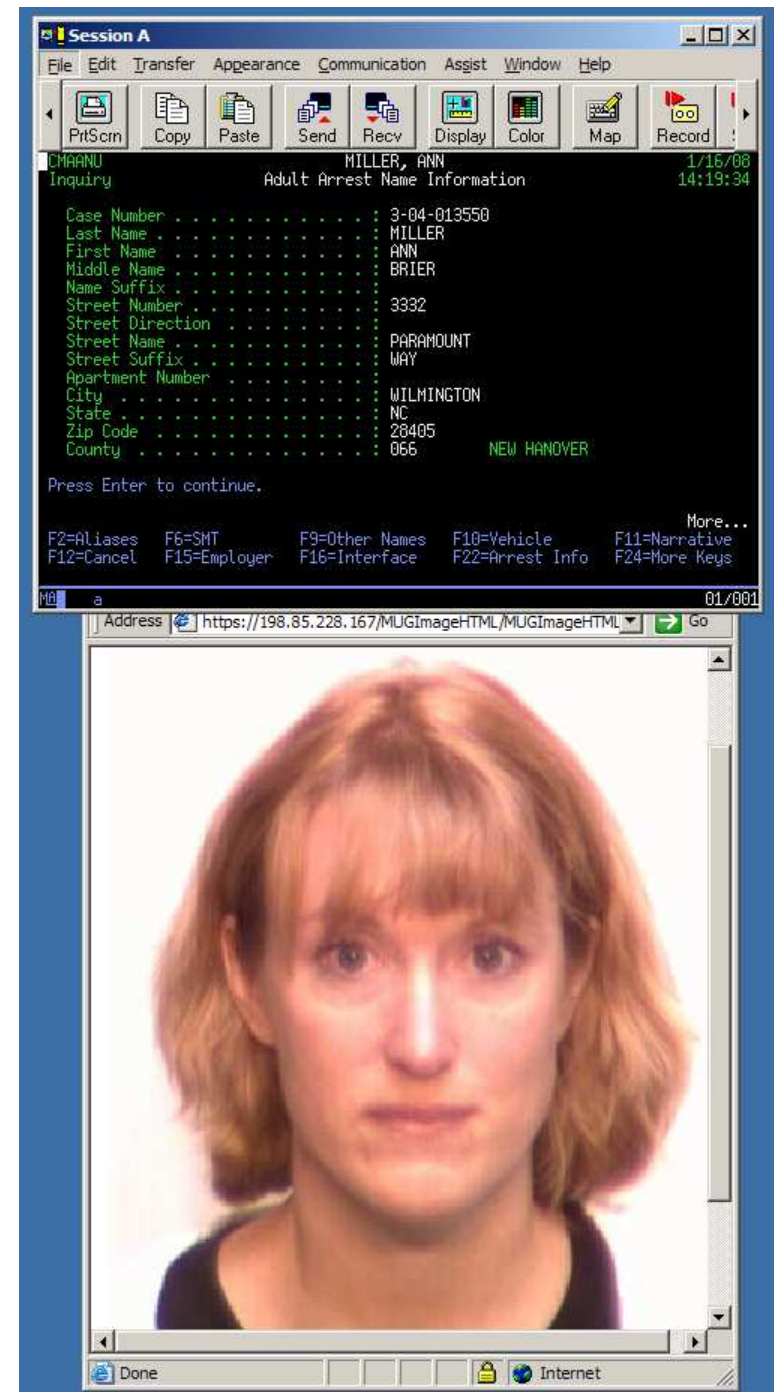 Session A
File Edit Transfer Appearance Communication Assist Window Help
PrtScrn Copy Paste Send Recv Display Color Map Record
CMAANU MILLER, ANN 1/16/08
Inquiry Adult Arrest Name Information 14:19:34
Case Number . . . . . . . . . . . . : 3-04-013550
Last Name . . . . . . . . . . . . . : MILLER
First Name . . . . . . . . . . . . : ANN
Middle Name . . . . . . . . . . . . : BRIER
Name Suffix . . . . . . . . . . . . :
Street Number . . . . . . . . . . . : 3332
Street Direction . . . . . . . . . :
Street Name . . . . . . . . . . . . : PARAMOUNT
Street Suffix . . . . . . . . . . . : WAY
Apartment Number . . . . . . . . . :
City . . . . . . . . . . . . . . . : WILMINGTON
State . . . . . . . . . . . . . . . : NC
Zip Code . . . . . . . . . . . . . : 28405
County . . . . . . . . . . . . . . : 066 NEW HANOVER
Press Enter to continue.
More...
F2=Aliases F6=SMT F9=Other Names F10=Vehicle F11=Narrative
F12=Cancel F15=Employer F16=Interface F22=Arrest Info F24=More Keys
MA a 01/001
Address https://198.85.228.167/MUGImageHTML/MUGImageHTML Go
Done Internet